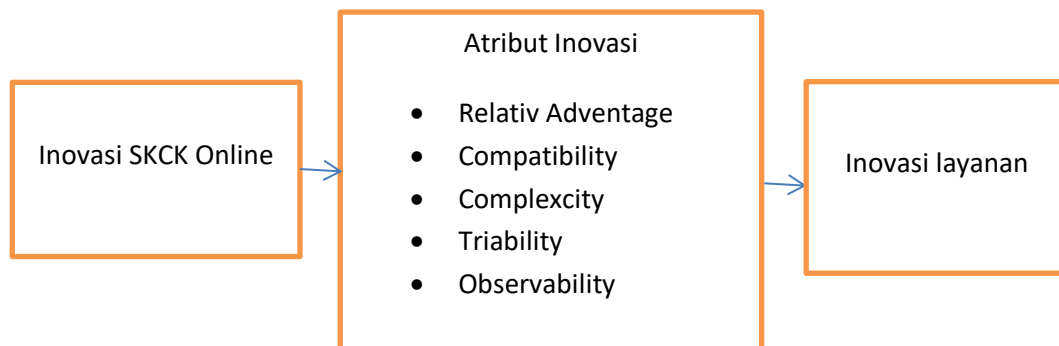 Inovasi SKCK Online
Atribut Inovasi
• Relativ Adventage
• Compatibility
• Complexcity
• Triability
• Observability
Inovasi layanan